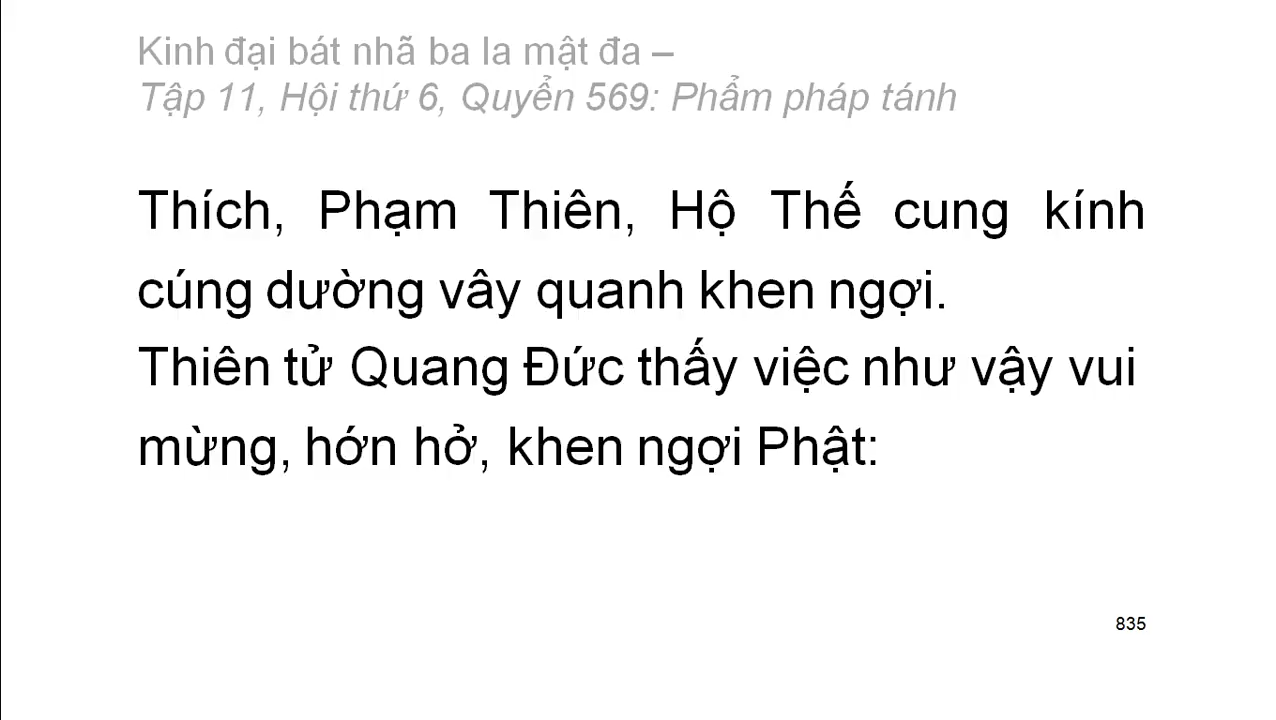 Kinh đại bát nhã ba la mật đa –
Tập 11, Hội thứ 6, Quyển 569: Phẩm pháp tánh
Thích, Phạm Thiên, Hộ Thế cung kính
cúng dường vây quanh khen ngợi.
Thiên tử Quang Đức thấy việc như vậy vui
mừng, hớn hở, khen ngợi Phật:
835